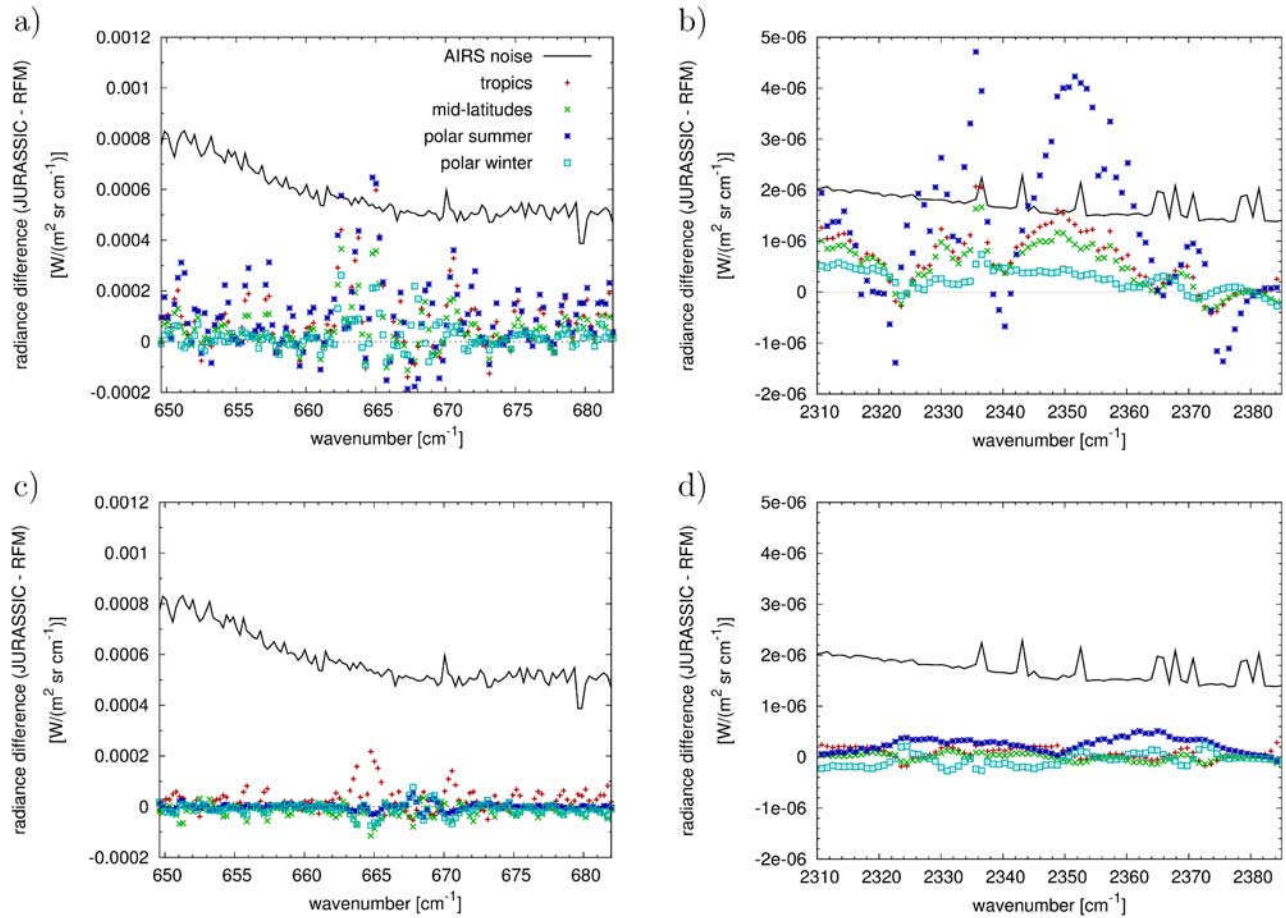 a)
radiance difference (JURASSIC - RFM)
[W/(m² sr cm⁻¹)]
0.0012
0.001
0.0008
0.0006
0.0004
0.0002
0
-0.0002
AIRS noise
tropics
mid-latitudes
polar summer
polar winter
650 655 660 665 670 675 680
wavenumber [cm⁻¹]
b)
radiance difference (JURASSIC - RFM)
[W/(m² sr cm⁻¹)]
5e-06
4e-06
3e-06
2e-06
1e-06
0
-1e-06
-2e-06
2310 2320 2330 2340 2350 2360 2370 2380
wavenumber [cm⁻¹]
c)
radiance difference (JURASSIC - RFM)
[W/(m² sr cm⁻¹)]
0.0012
0.001
0.0008
0.0006
0.0004
0.0002
0
-0.0002
650 655 660 665 670 675 680
wavenumber [cm⁻¹]
d)
radiance difference (JURASSIC - RFM)
[W/(m² sr cm⁻¹)]
5e-06
4e-06
3e-06
2e-06
1e-06
0
-1e-06
-2e-06
2310 2320 2330 2340 2350 2360 2370 2380
wavenumber [cm⁻¹]